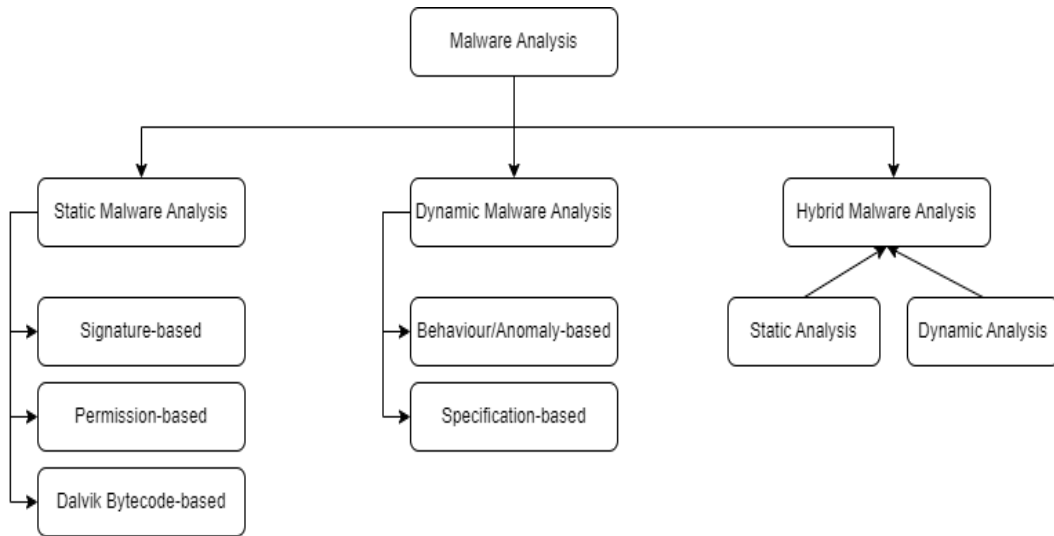 Malware Analysis
Static Malware Analysis
Dynamic Malware Analysis
Hybrid Malware Analysis
Signature-based
Behaviour/Anomaly-based
Static Analysis
Dynamic Analysis
Permission-based
Specification-based
Dalvik Bytecode-based